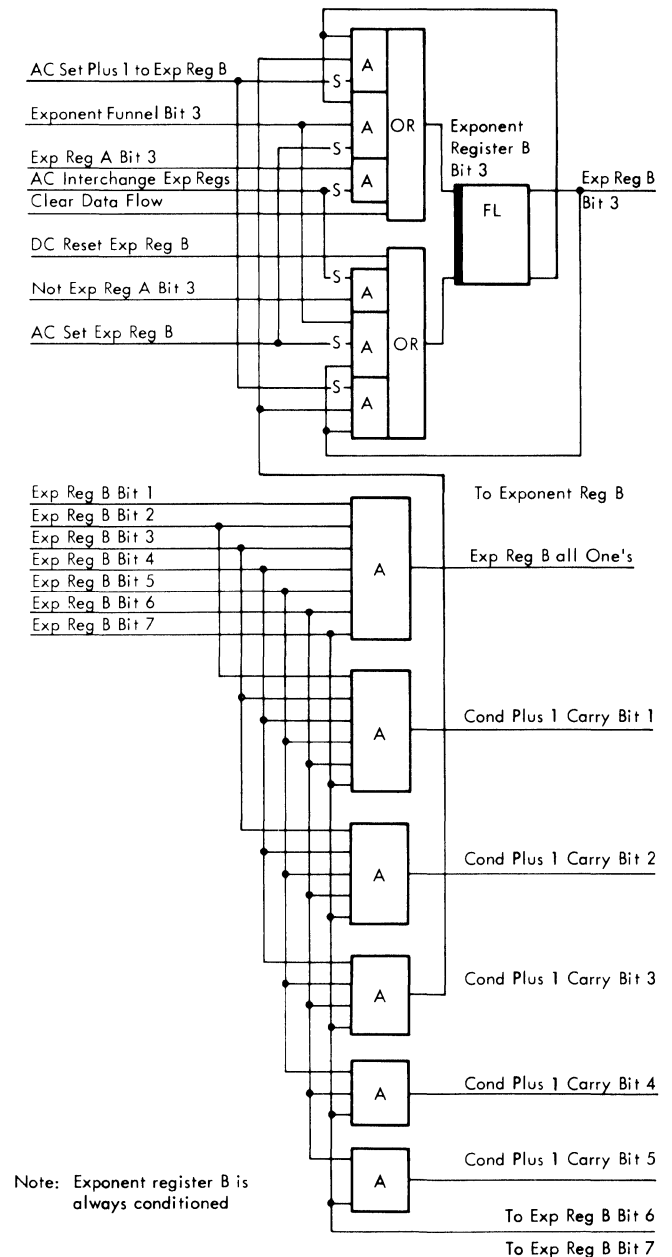 AC Set Plus 1 to Exp Reg B
S
A
Exponent Funnel Bit 3
A
OR
Exponent
Register B
Bit 3
S
Exp Reg A Bit 3
A
AC Interchange Exp Regs
S
Clear Data Flow
FL
Exp Reg B
Bit 3
DC Reset Exp Reg B
S
Not Exp Reg A Bit 3
A
AC Set Exp Reg B
S
A
OR
S
A
Exp Reg B Bit 1
Exp Reg B Bit 2
Exp Reg B Bit 3
Exp Reg B Bit 4
Exp Reg B Bit 5
Exp Reg B Bit 6
Exp Reg B Bit 7
To Exponent Reg B
A
Exp Reg B all One's
A
Cond Plus 1 Carry Bit 1
A
Cond Plus 1 Carry Bit 2
A
Cond Plus 1 Carry Bit 3
A
Cond Plus 1 Carry Bit 4
A
Cond Plus 1 Carry Bit 5
Note: Exponent register B is
always conditioned
To Exp Reg B Bit 6
To Exp Reg B Bit 7